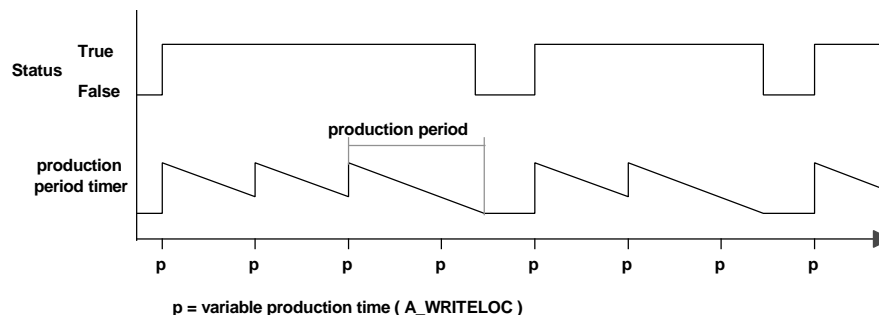 True
Status
False
production period
production
period timer
p p p p p p p p
p = variable production time ( A_WRITELOC )